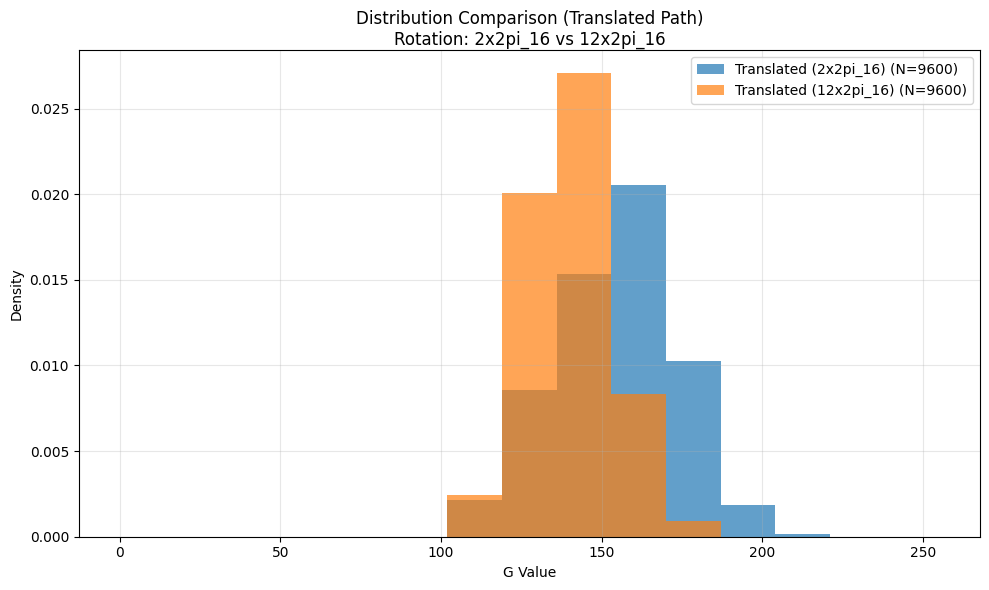 Distribution Comparison (Translated Path)
Rotation: 2x2pi_16 vs 12x2pi_16
Translated (2x2pi_16) (N=9600)
Translated (12x2pi_16) (N=9600)
Density
0.025
0.020
0.015
0.010
0.005
0.000
0 50 100 150 200 250
G Value